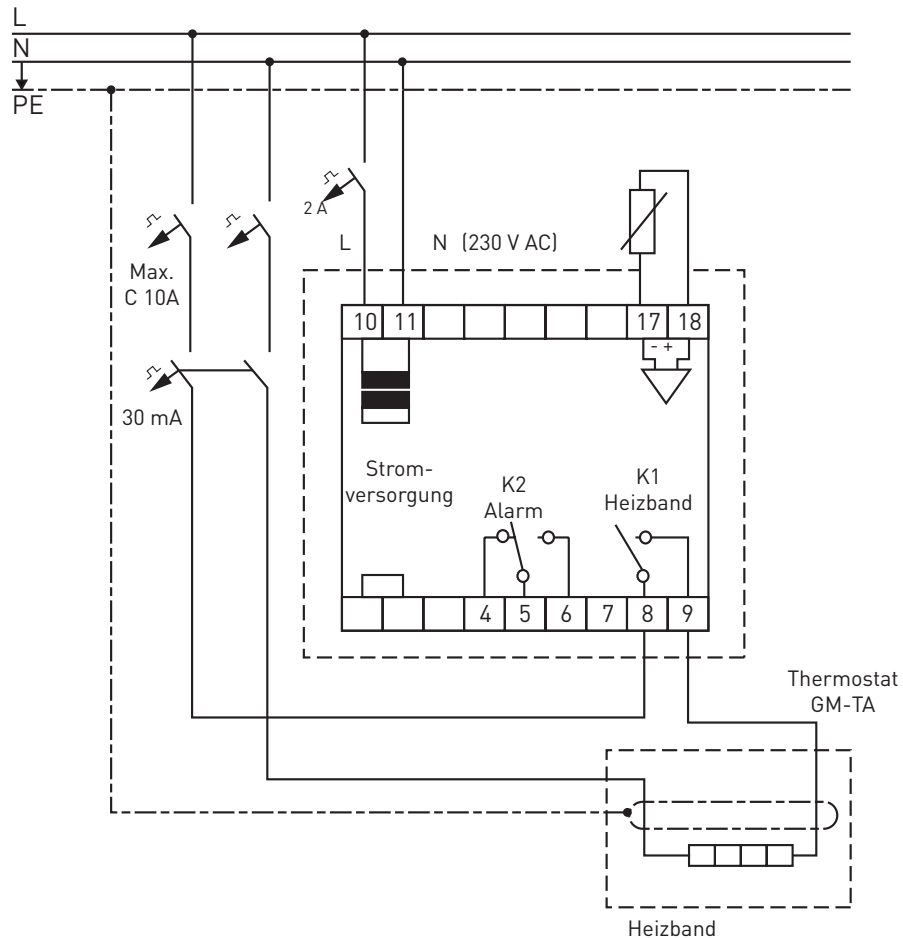 L
N
PE
2 A
L
N (230 V AC)
Max.
C 10A
10 11 17 18
- +
30 mA
Strom-
versorgung
K2
Alarm
K1
Heizband
4 5 6 7 8 9
Thermostat
GM-TA
Heizband